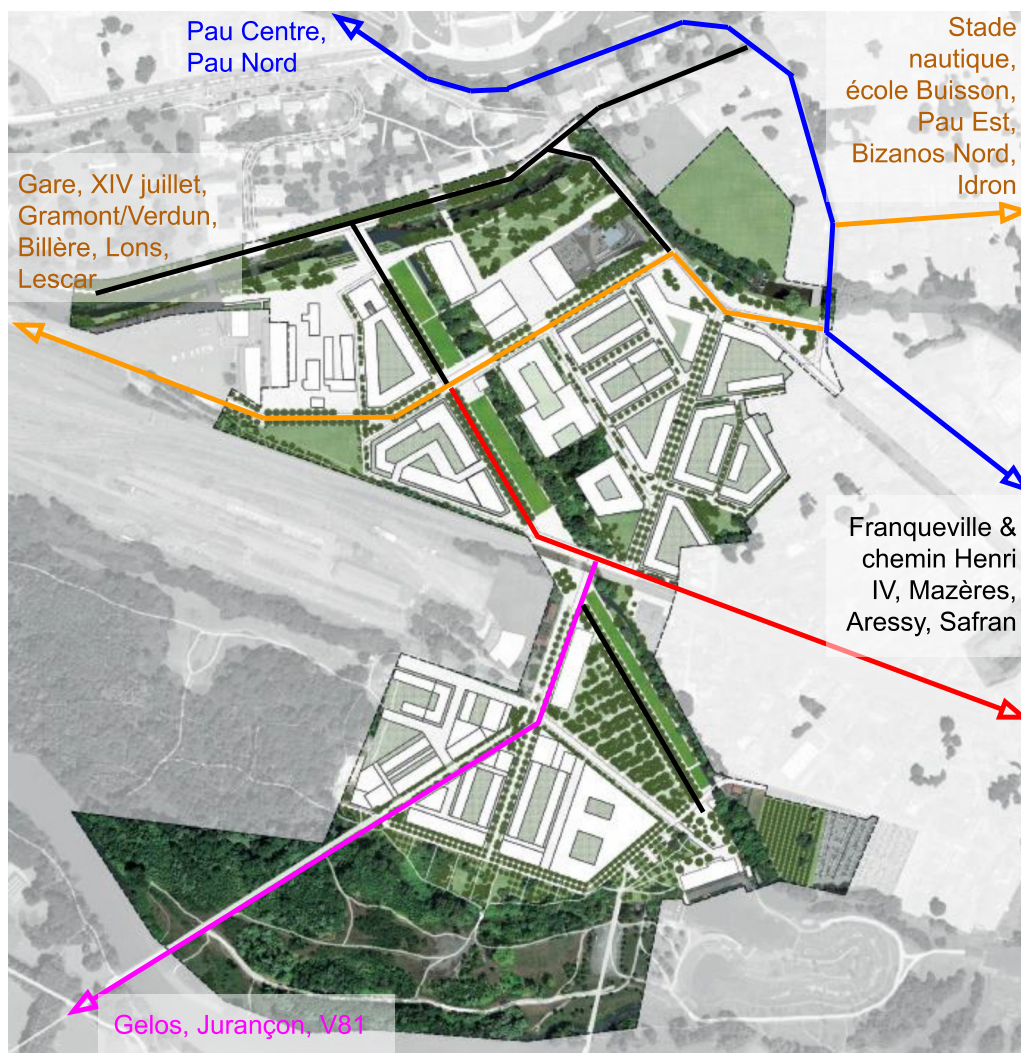 Pau Centre,
Pau Nord
Stade
nautique,
école Buisson,
Pau Est,
Bizanos Nord,
Idron
Gare, XIV juillet,
Gramont/Verdun,
Billère, Lons,
Lescar
Franqueville &
chemin Henri
IV, Mazères,
Aressy, Safran
Gelos, Jurançon, V81